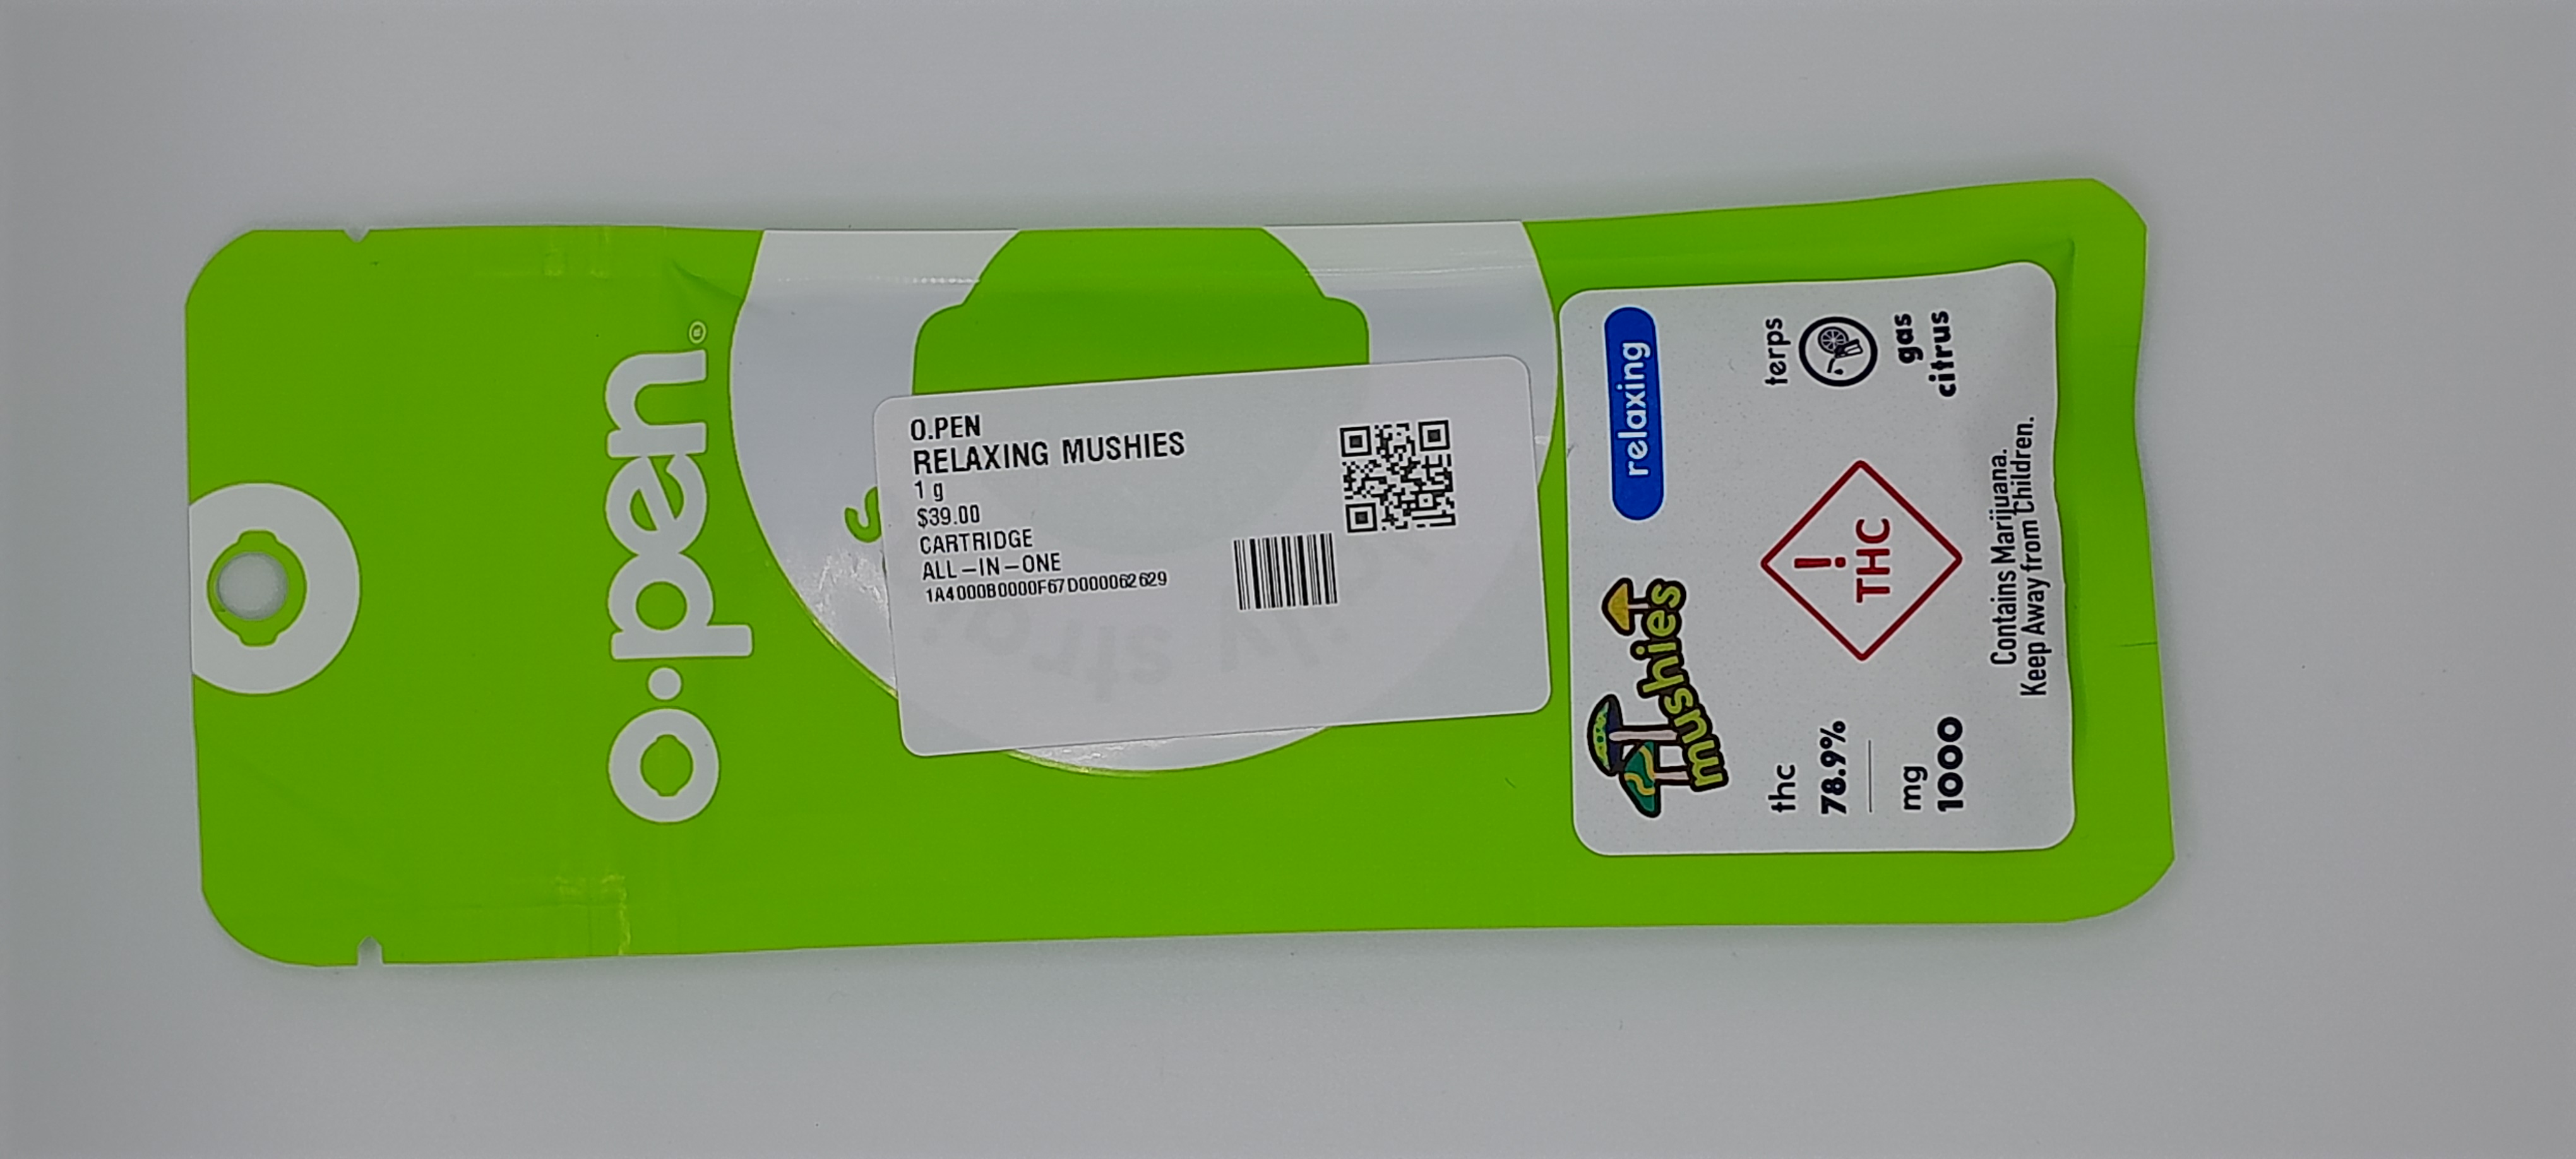 o.pen®
O.PEN
RELAXING MUSHIES
1 g
$39.00
CARTRIDGE
ALL-IN-ONE
1A4000B0000F67D000062629
mushies
relaxing
thc
78.9%
mg
1000
!
THC
terps
gas
citrus
Contains Marijuana.
Keep Away from Children.